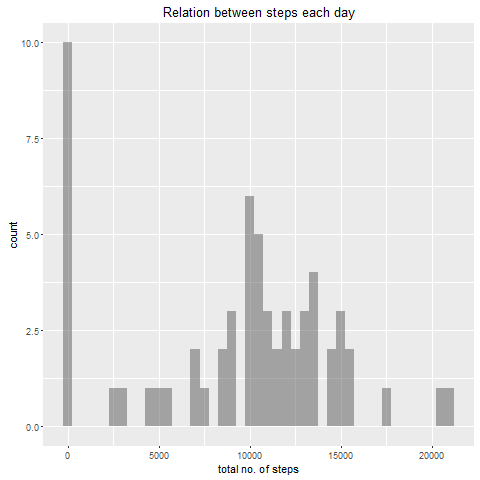 Relation between steps each day
10.0
7.5
5.0
2.5
0.0
count
0 5000 10000 15000 20000
total no. of steps